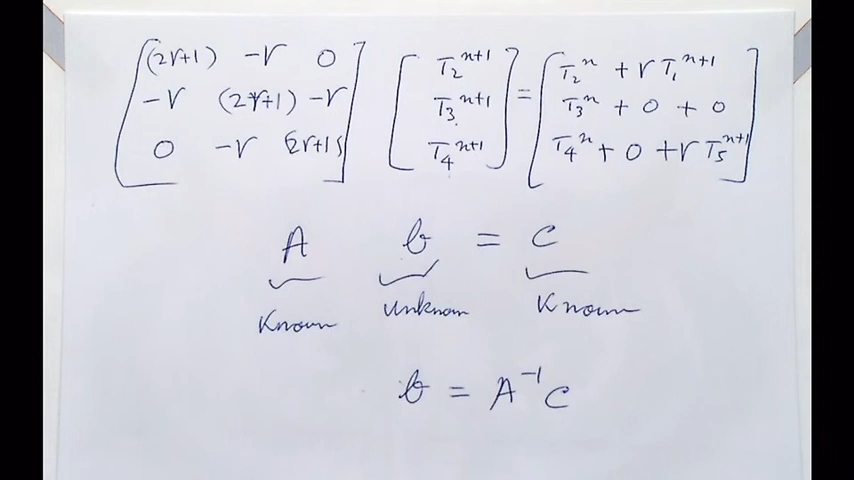 (2r+1) -r 0 T₂ⁿ⁺¹ T₂ⁿ + r T₁ⁿ⁺¹
-r (2r+1) -r T₃ⁿ⁺¹ = T₃ⁿ + 0 + 0
0 -r (2r+1) T₄ⁿ⁺¹ T₄ⁿ + 0 + r T₅ⁿ⁺¹
A b = C
Known Unknown Known
b = A⁻¹ C